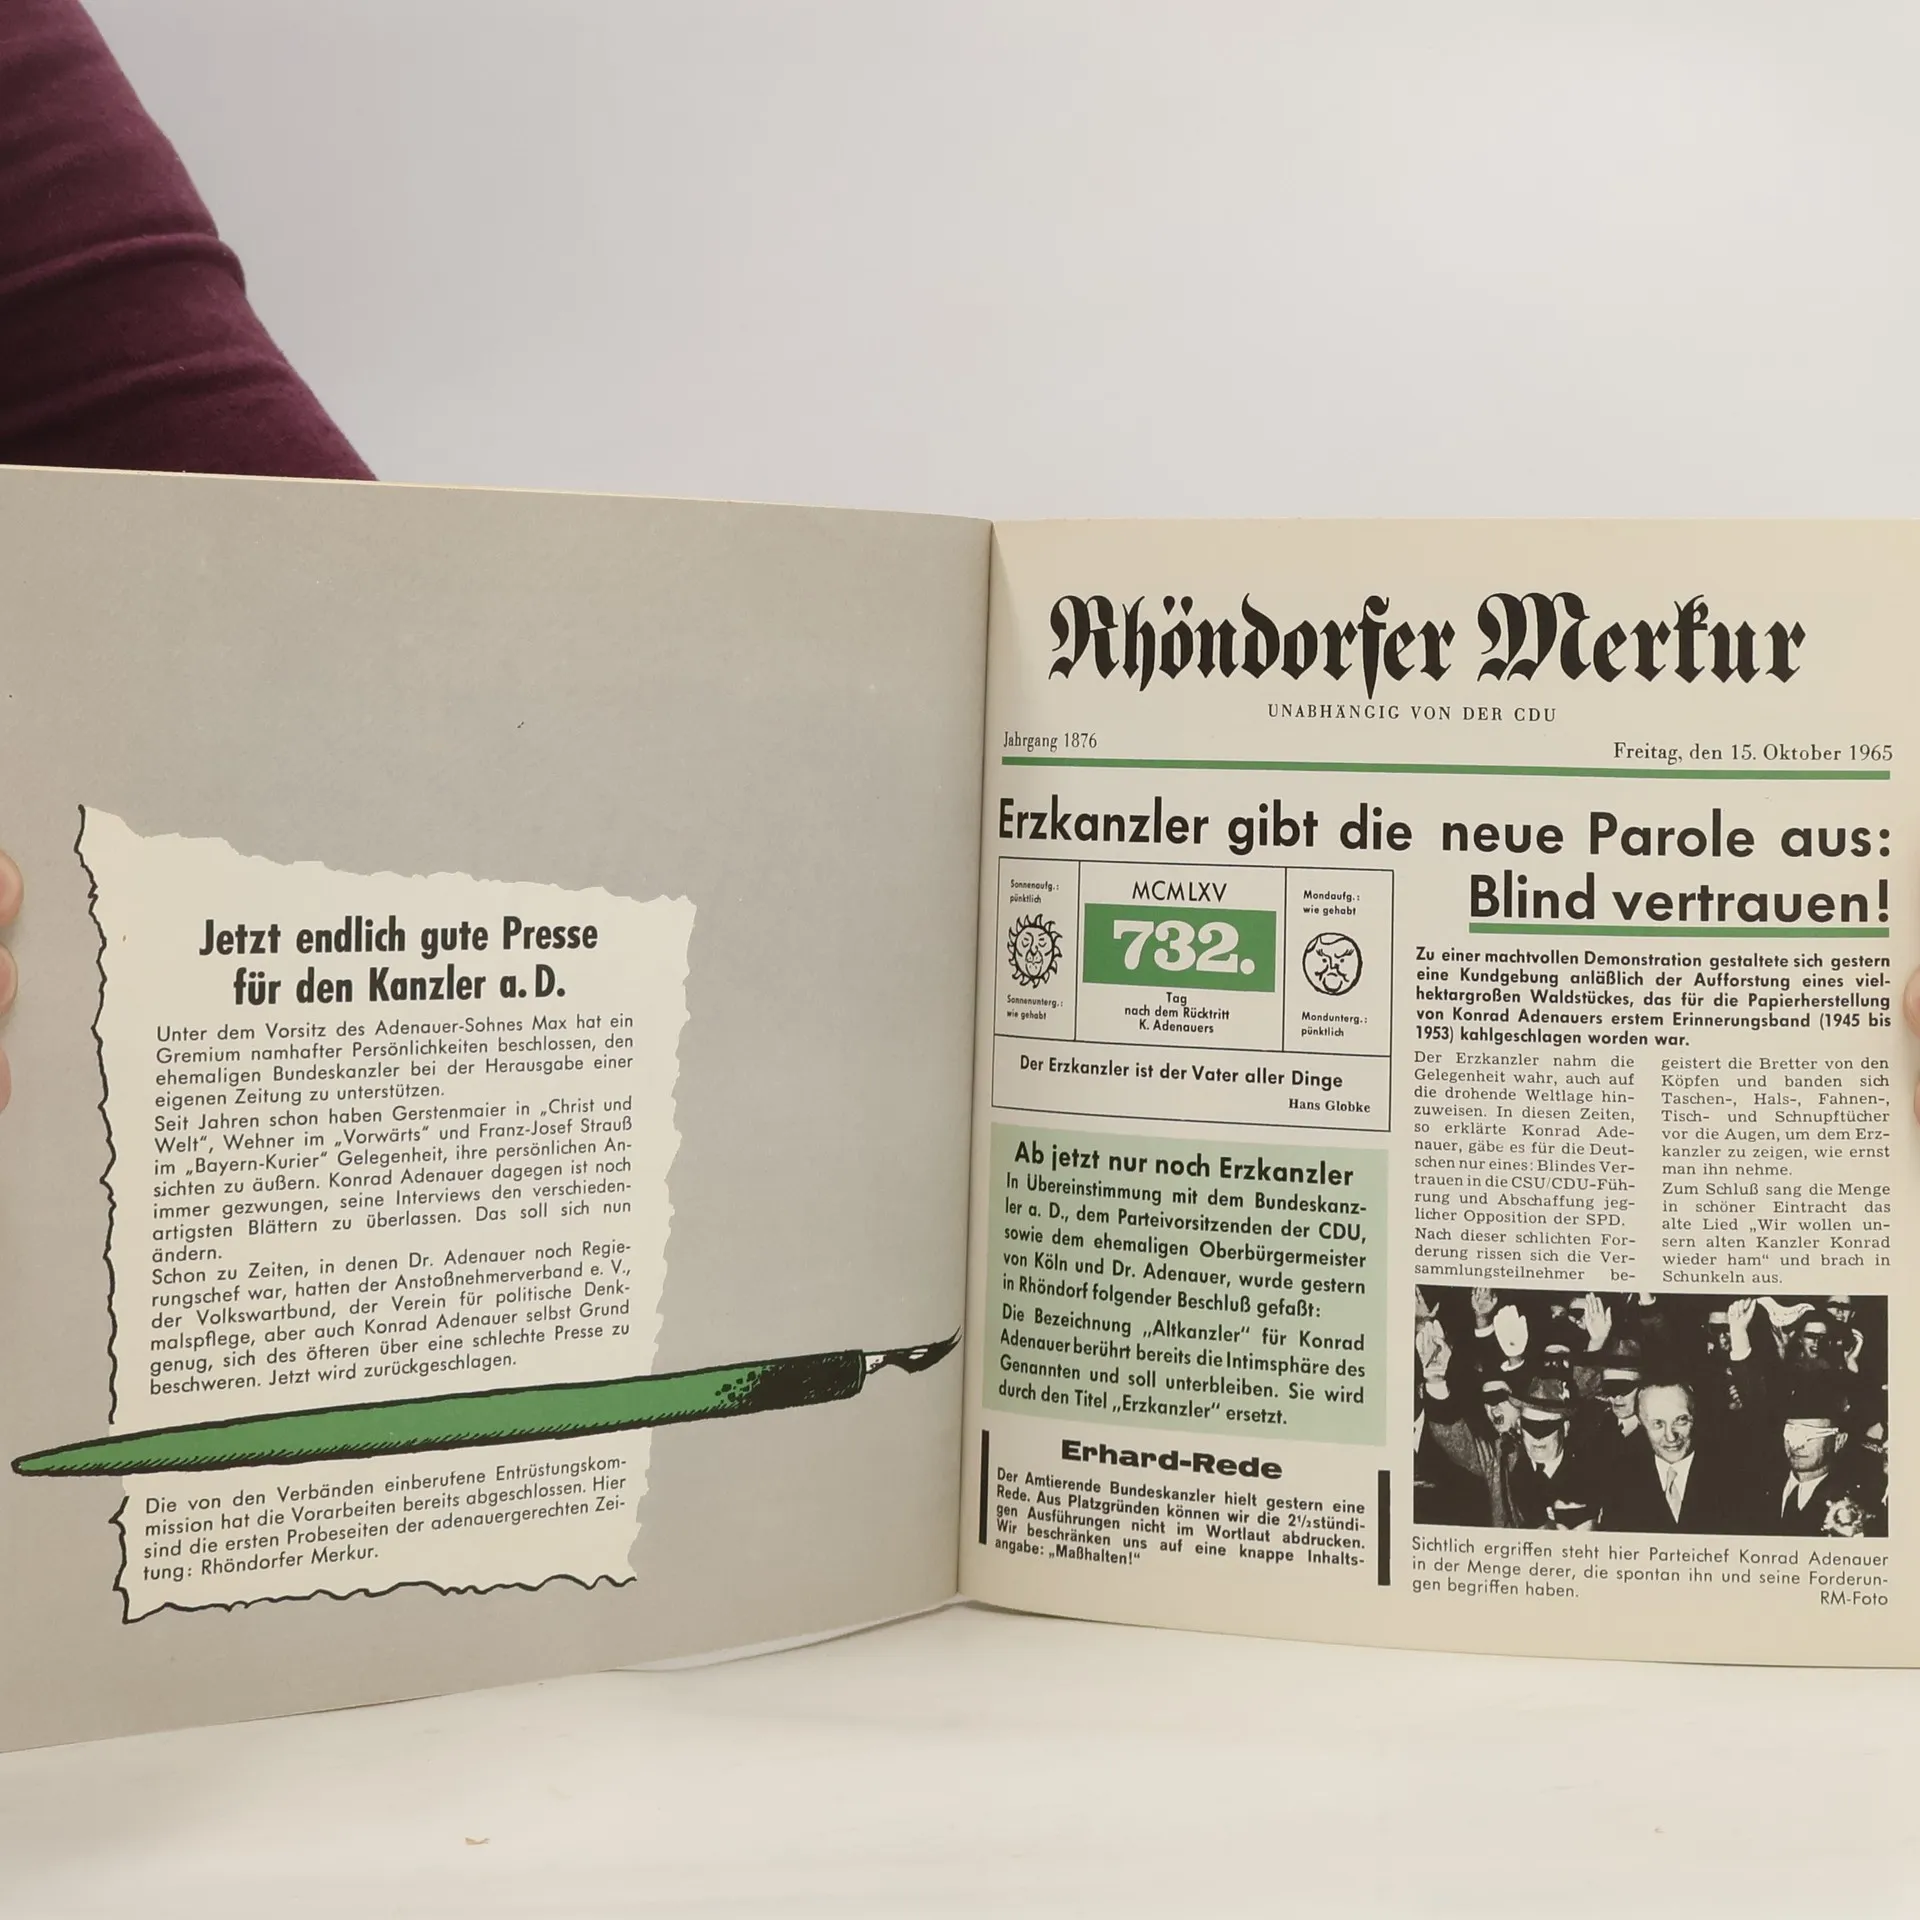 Jetzt endlich gute Presse
für den Kanzler a. D.
Unter dem Vorsitz des Adenauer-Sohnes Max hat ein
Gremium namhafter Persönlichkeiten beschlossen, den
ehemaligen Bundeskanzler bei der Herausgabe einer
eigenen Zeitung zu unterstützen.
Seit Jahren schon haben Gerstenmaier in „Christ und
Welt“, Wehner im „Vorwärts“ und Franz-Josef Strauß
im „Bayern-Kurier“ Gelegenheit, ihre persönlichen An-
sichten zu äußern. Konrad Adenauer dagegen ist noch
immer gezwungen, seine Interviews den verschieden-
artigsten Blättern zu überlassen. Das soll sich nun
ändern.
Schon zu Zeiten, in denen Dr. Adenauer noch Regie-
rungschef war, hatten der Anstoßnehmerverband e. V.,
der Volkswartbund, der Verein für politische Denk-
malspflege, aber auch Konrad Adenauer selbst Grund
genug, sich des öfteren über eine schlechte Presse zu
beschweren. Jetzt wird zurückgeschlagen.
Die von den Verbänden einberufene Entrüstungskom-
mission hat die Vorarbeiten bereits abgeschlossen. Hier
sind die ersten Probeseiten der adenauergerechten Zei-
tung: Rhöndorfer Merkur.
Rhöndorfer Merkur
UNABHÄNGIG VON DER CDU
Jahrgang 1876
Freitag, den 15. Oktober 1965
Erzkanzler gibt die neue Parole aus:
Blind vertrauen!
Sonnenaufg.:
pünktlich
Sonnenunterg.:
wie gehabt
MCMLXV
732.
Tag
nach dem Rücktritt
K. Adenauers
Mondaufg.:
wie gehabt
Mondunterg.:
pünktlich
Der Erzkanzler ist der Vater aller Dinge
Hans Globke
Ab jetzt nur noch Erzkanzler
In Übereinstimmung mit dem Bundeskanz-
ler a. D., dem Parteivorsitzenden der CDU,
sowie dem ehemaligen Oberbürgermeister
von Köln und Dr. Adenauer, wurde gestern
in Rhöndorf folgender Beschluß gefaßt:
Die Bezeichnung „Altkanzler“ für Konrad
Adenauer berührt bereits die Intimsphäre des
Genannten und soll unterbleiben. Sie wird
durch den Titel „Erzkanzler“ ersetzt.
Erhard-Rede
Der Amtierende Bundeskanzler hielt gestern eine
Rede. Aus Platzgründen können wir die 2½stündi-
gen Ausführungen nicht im Wortlaut abdrucken.
Wir beschränken uns auf eine knappe Inhalts-
angabe: „Maßhalten!“
Zu einer machtvollen Demonstration gestaltete sich gestern
eine Kundgebung anläßlich der Aufforstung eines viel-
hektargroßen Waldstückes, das für die Papierherstellung
von Konrad Adenauers erstem Erinnerungsband (1945 bis
1953) kahlgeschlagen worden war.
Der Erzkanzler nahm die
Gelegenheit wahr, auch auf
die drohende Weltlage hin-
zuweisen. In diesen Zeiten,
so erklärte Konrad Ade-
nauer, gäbe es für die Deut-
schen nur eines: Blindes Ver-
trauen in die CSU/CDU-Füh-
rung und Abschaffung jeg-
licher Opposition der SPD.
Nach dieser schlichten For-
derung rissen sich die Ver-
sammlungsteilnehmer be-
geistert die Bretter von den
Köpfen und banden sich
Taschen-, Hals-, Fahnen-,
Tisch- und Schnupftücher
vor die Augen, um dem Erz-
kanzler zu zeigen, wie ernst
man ihn nehme.
Zum Schluß sang die Menge
in schöner Eintracht das
alte Lied „Wir wollen un-
sern alten Kanzler Konrad
wieder ham“ und brach in
Schunkeln aus.
Sichtlich ergriffen steht hier Parteichef Konrad Adenauer
in der Menge derer, die spontan ihn und seine Forderun-
gen begriffen haben.
RM-Foto